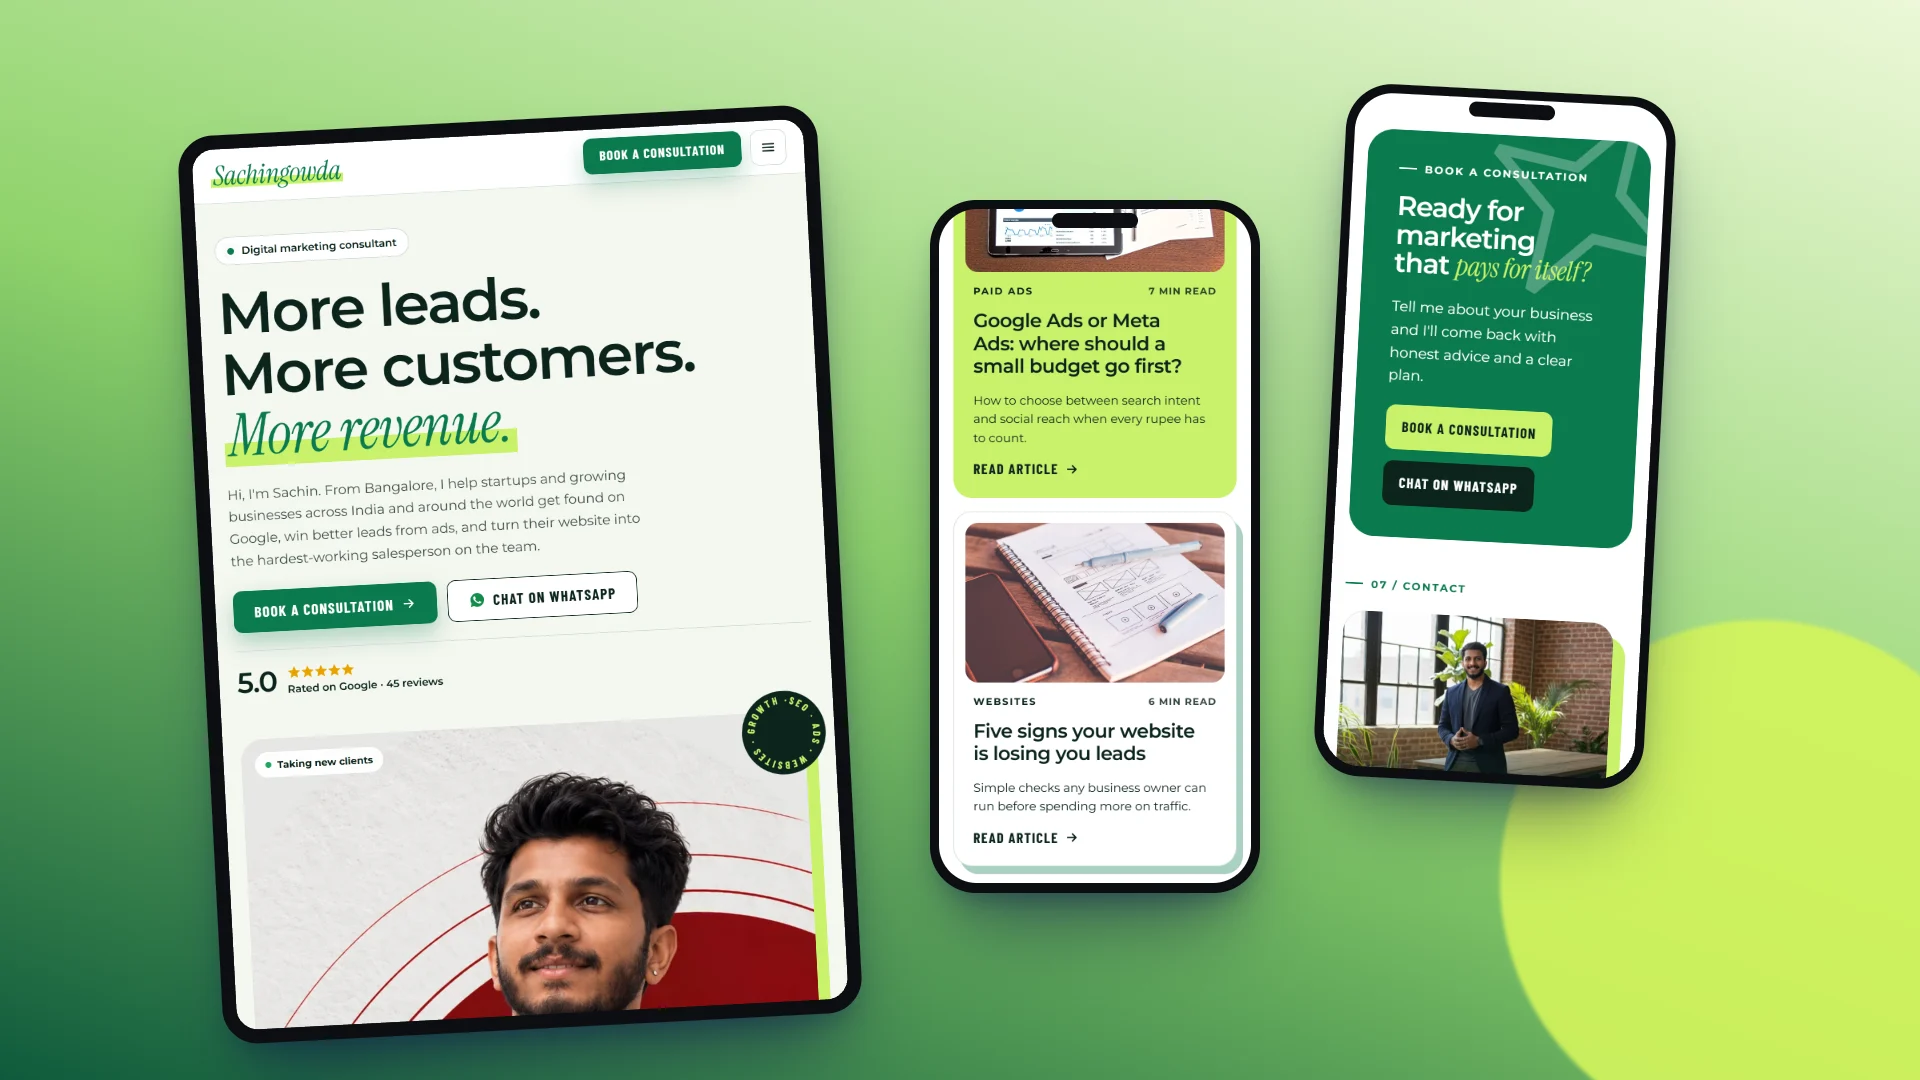 Sachingowda
BOOK A CONSULTATION
Digital marketing consultant
More leads.
More customers.
More revenue.
Hi, I'm Sachin. From Bangalore, I help startups and growing
businesses across India and around the world get found on
Google, win better leads from ads, and turn their website into
the hardest-working salesperson on the team.
BOOK A CONSULTATION →
CHAT ON WHATSAPP
5.0
Rated on Google · 45 reviews
Taking new clients
GROWTH · SEO · ADS · WEBSITES ·
PAID ADS
7 MIN READ
Google Ads or Meta
Ads: where should a
small budget go first?
How to choose between search intent
and social reach when every rupee has
to count.
READ ARTICLE →
WEBSITES
6 MIN READ
Five signs your website
is losing you leads
Simple checks any business owner can
run before spending more on traffic.
READ ARTICLE →
BOOK A CONSULTATION
Ready for
marketing
that pays for itself?
Tell me about your business
and I'll come back with
honest advice and a clear
plan.
BOOK A CONSULTATION
CHAT ON WHATSAPP
07 / CONTACT